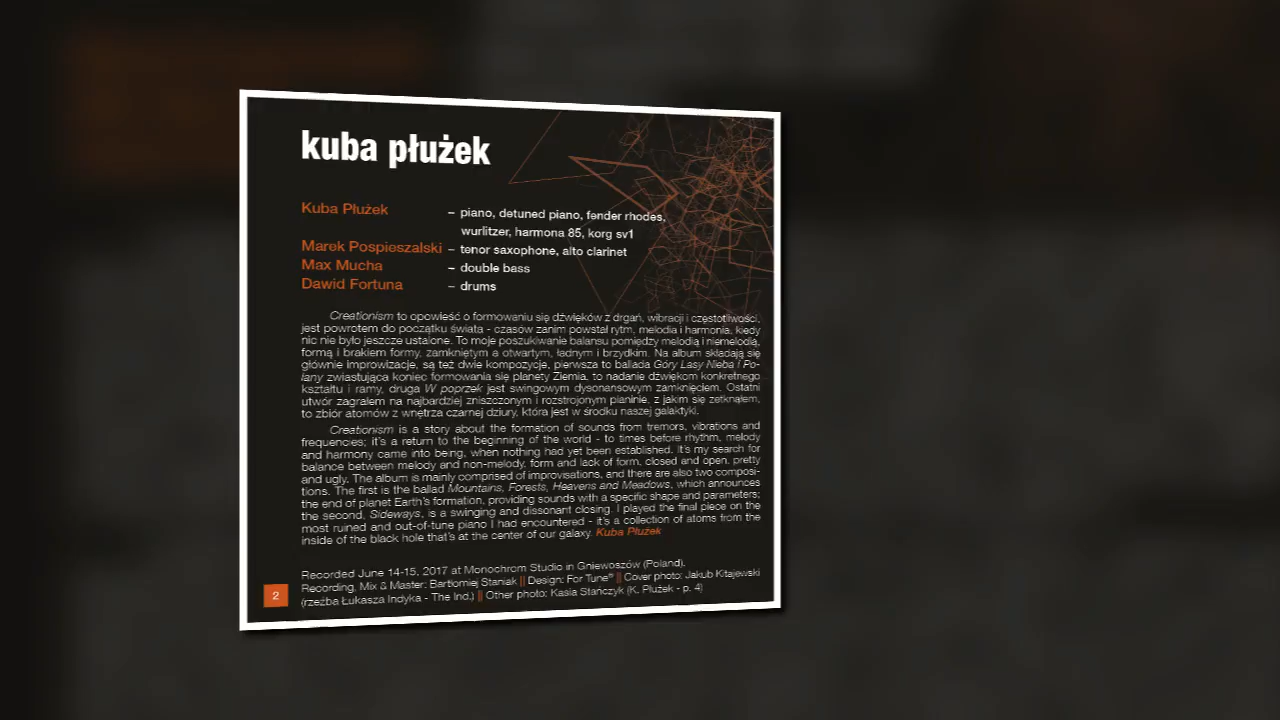 kuba płużek
Kuba Płużek – piano, detuned piano, fender rhodes,
wurlitzer, harmona 85, korg sv1
Marek Pospieszalski – tenor saxophone, alto clarinet
Max Mucha – double bass
Dawid Fortuna – drums
Creationism to opowieść o formowaniu się dźwięków z drgań, wibracji i częstotliwości,
jest powrotem do początku świata - czasów zanim powstał rytm, melodia i harmonia, kiedy
nic nie było jeszcze ustalone. To moje poszukiwanie balansu pomiędzy melodią i niemelodią,
formą i brakiem formy, zamkniętym a otwartym, ładnym i brzydkim. Na album składają się
głównie improwizacje, są też dwie kompozycje, pierwsza to ballada Góry Lasy Nieba i Po-
lany zwiastująca koniec formowania się planety Ziemia, to nadanie dźwiękom konkretnego
kształtu i ramy, druga W poprzek jest swingowym dysonansowym zamknięciem. Ostatni
utwór zagrałem na najbardziej zniszczonym i rozstrojonym pianinie, z jakim się zetknąłem,
to zbiór atomów z wnętrza czarnej dziury, która jest w środku naszej galaktyki.
Creationism is a story about the formation of sounds from tremors, vibrations and
frequencies; it's a return to the beginning of the world - to times before rhythm, melody
and harmony came into being, when nothing had yet been established. It's my search for
balance between melody and non-melody, form and lack of form, closed and open, pretty
and ugly. The album is mainly comprised of improvisations, and there are also two composi-
tions. The first is the ballad Mountains, Forests, Heavens and Meadows, which announces
the end of planet Earth's formation, providing sounds with a specific shape and parameters;
the second, Sideways, is a swinging and dissonant closing. I played the final piece on the
most ruined and out-of-tune piano I had encountered - it's a collection of atoms from the
inside of the black hole that's at the center of our galaxy. Kuba Płużek
Recorded June 14-15, 2017 at Monochrom Studio in Gniewoszów (Poland).
Recording, Mix & Master: Bartłomiej Staniak || Design: For Tune® || Cover photo: Jakub Kitajewski
(rzeźba Łukasza Indyka - The Ind.) || Other photo: Kasia Stańczyk (K. Płużek - p. 4)
2